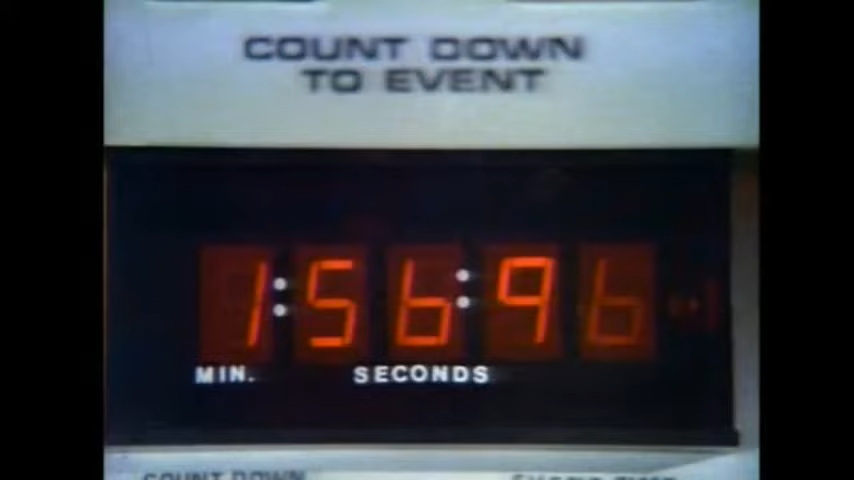 COUNT DOWN
TO EVENT
1:56:96
MIN. SECONDS
COUNT DOWN